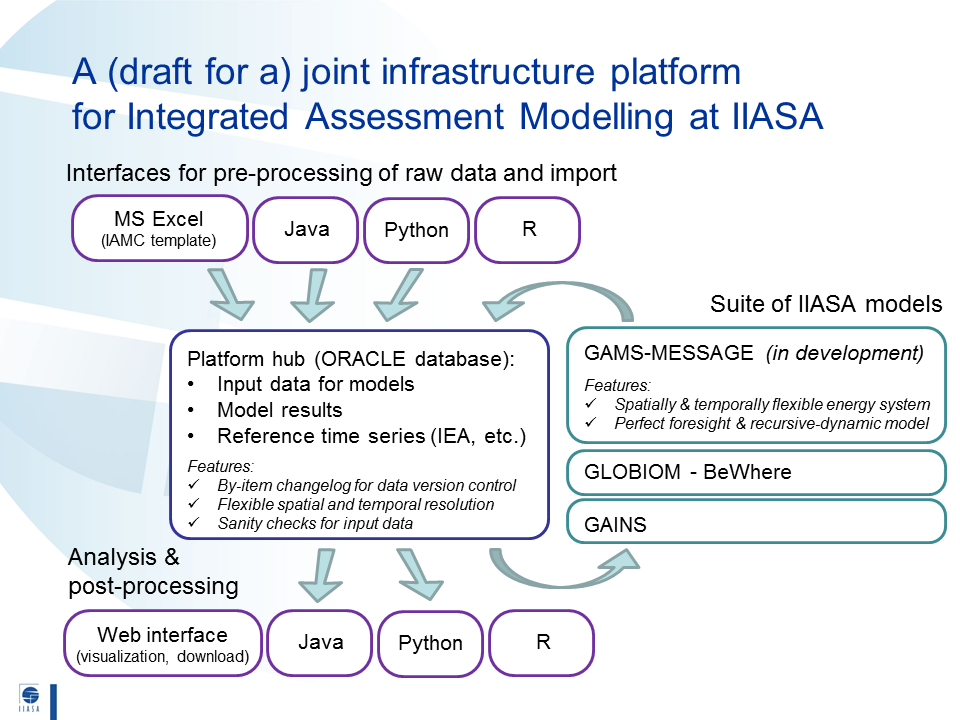 A (draft for a) joint infrastructure platform
for Integrated Assessment Modelling at IIASA
Interfaces for pre-processing of raw data and import
MS Excel
(IAMC template)
Java
Python
R
Suite of IIASA models
Platform hub (ORACLE database):
• Input data for models
• Model results
• Reference time series (IEA, etc.)
Features:
✓ By-item changelog for data version control
✓ Flexible spatial and temporal resolution
✓ Sanity checks for input data
GAMS-MESSAGE (in development)
Features:
✓ Spatially & temporally flexible energy system
✓ Perfect foresight & recursive-dynamic model
GLOBIOM - BeWhere
GAINS
Analysis &
post-processing
Web interface
(visualization, download)
Java
Python
R
IIASA